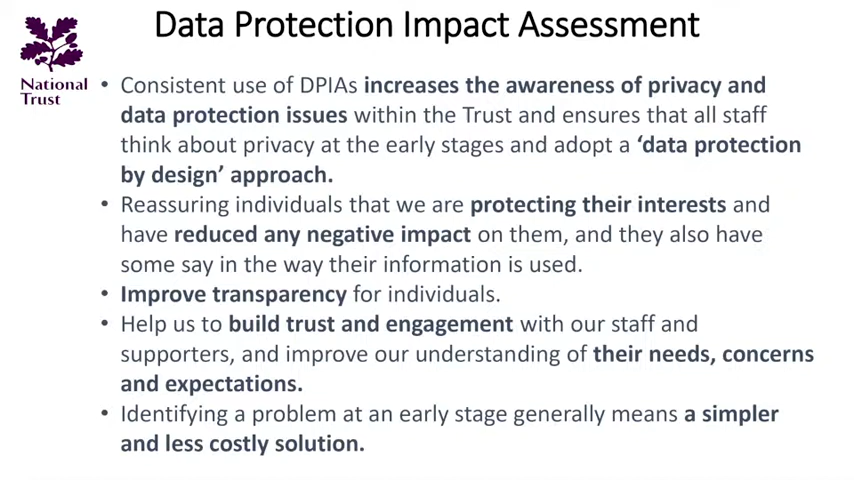 Data Protection Impact Assessment
National
Trust
• Consistent use of DPIAs increases the awareness of privacy and
data protection issues within the Trust and ensures that all staff
think about privacy at the early stages and adopt a ‘data protection
by design’ approach.
• Reassuring individuals that we are protecting their interests and
have reduced any negative impact on them, and they also have
some say in the way their information is used.
• Improve transparency for individuals.
• Help us to build trust and engagement with our staff and
supporters, and improve our understanding of their needs, concerns
and expectations.
• Identifying a problem at an early stage generally means a simpler
and less costly solution.